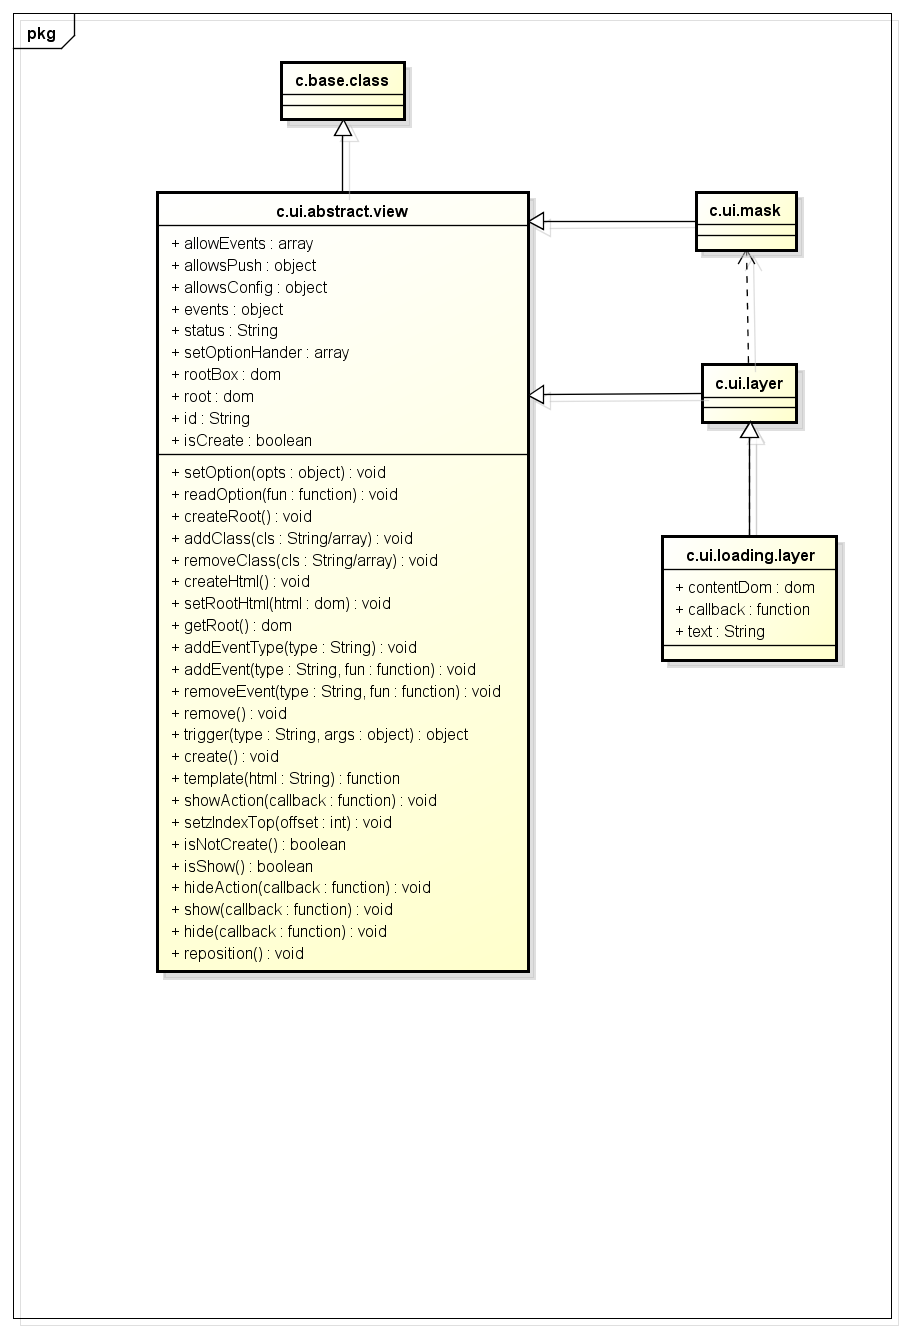 pkg
c.base.class
c.ui.abstract.view
+ allowEvents : array
+ allowsPush : object
+ allowsConfig : object
+ events : object
+ status : String
+ setOptionHander : array
+ rootBox : dom
+ root : dom
+ id : String
+ isCreate : boolean
+ setOption(opts : object) : void
+ readOption(fun : function) : void
+ createRoot() : void
+ addClass(cls : String/array) : void
+ removeClass(cls : String/array) : void
+ createHtml() : void
+ setRootHtml(html : dom) : void
+ getRoot() : dom
+ addEventType(type : String) : void
+ addEvent(type : String, fun : function) : void
+ removeEvent(type : String, fun : function) : void
+ remove() : void
+ trigger(type : String, args : object) : object
+ create() : void
+ template(html : String) : function
+ showAction(callback : function) : void
+ setzIndexTop(offset : int) : void
+ isNotCreate() : boolean
+ isShow() : boolean
+ hideAction(callback : function) : void
+ show(callback : function) : void
+ hide(callback : function) : void
+ reposition() : void
c.ui.mask
c.ui.layer
c.ui.loading.layer
+ contentDom : dom
+ callback : function
+ text : String